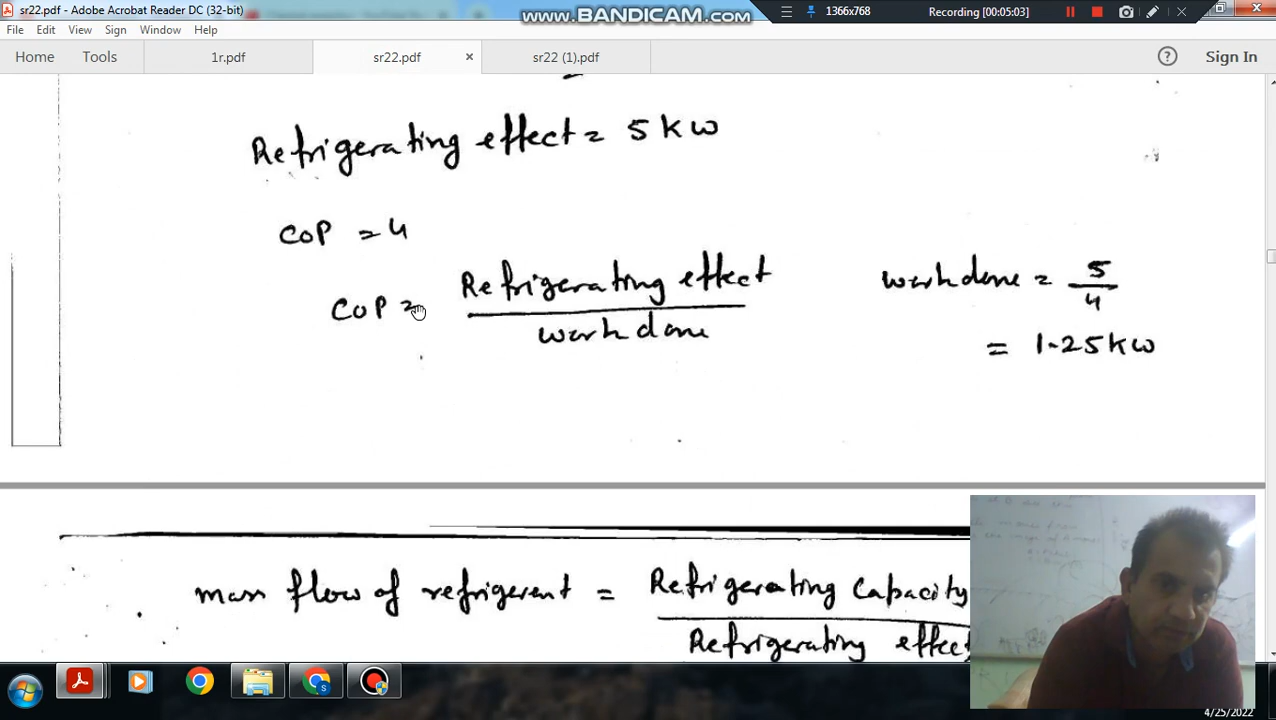 sr22.pdf - Adobe Acrobat Reader DC (32-bit)
www.BANDICAM.com
1366x768
Recording [00:05:03]
File Edit View Sign Window Help
Home Tools 1r.pdf sr22.pdf × sr22 (1).pdf ? Sign In
Refrigerating effect = 5 kw
COP = 4
COP = Refrigerating effect
work done
work done = 5
4
= 1.25 kw
mass flow of refrigerent = Refrigerating Capacity
Refrigerating effect
4/25/2022